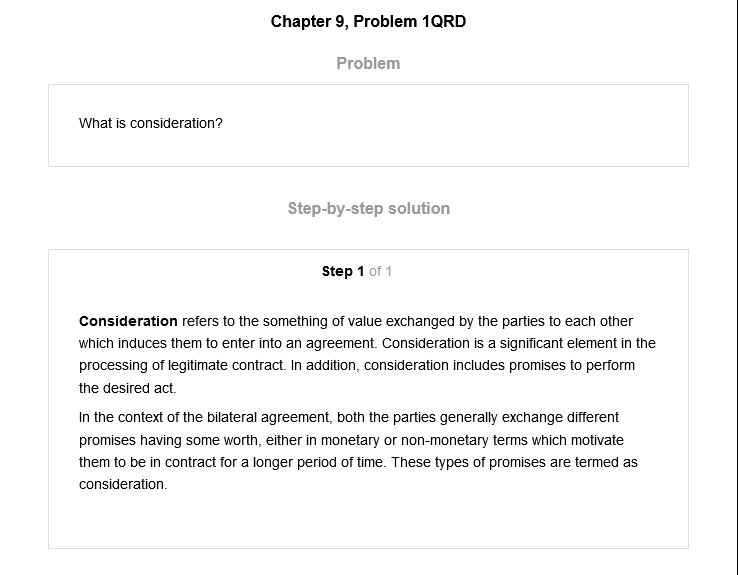 Chapter 9, Problem 1QRD
Problem
What is consideration?
Step-by-step solution
Step 1 of 1
Consideration refers to the something of value exchanged by the parties to each other
which induces them to enter into an agreement. Consideration is a significant element in the
processing of legitimate contract. In addition, consideration includes promises to perform
the desired act.
In the context of the bilateral agreement, both the parties generally exchange different
promises having some worth, either in monetary or non-monetary terms which motivate
them to be in contract for a longer period of time. These types of promises are termed as
consideration.